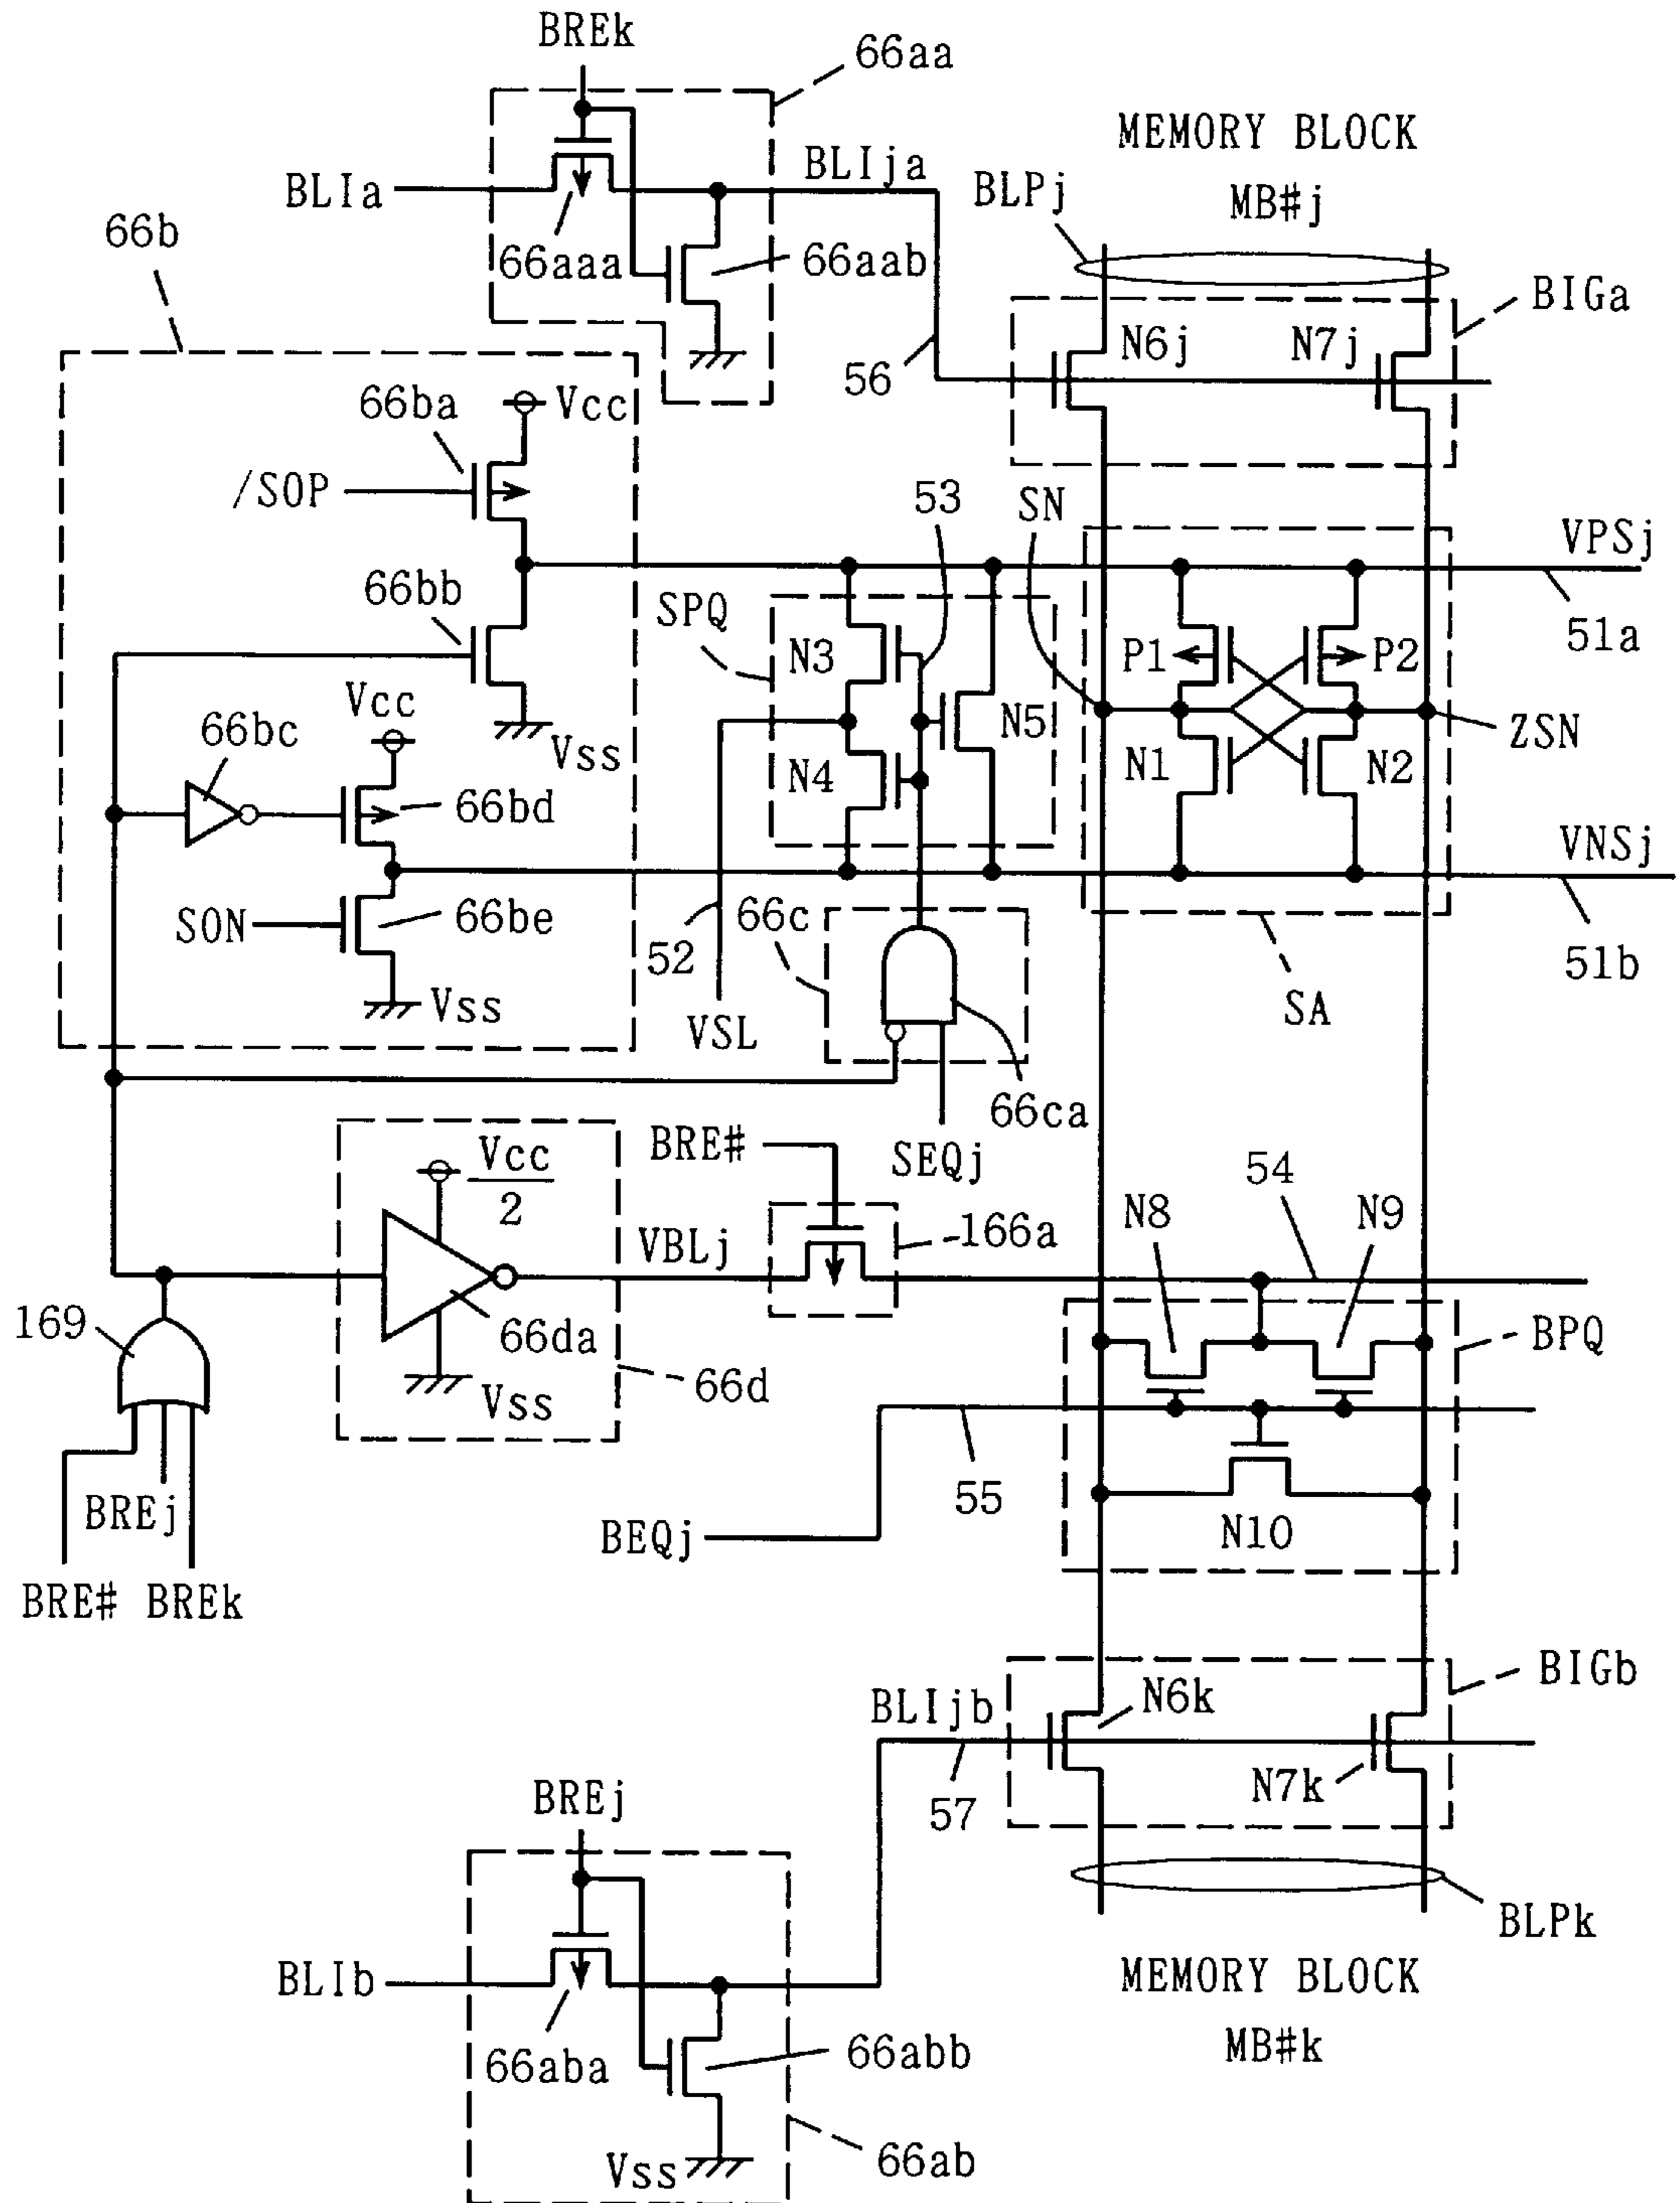 BREk
66aa
MEMORY BLOCK
MB#j
BLIa
BLIja
BLPj
66b
66aaa
66aab
BIGa
N6j
N7j
56
66ba
Vcc
/SOP
53
SN
VPSj
66bb
SPQ
51a
N3
P1
P2
Vcc
66bc
Vss
N5
ZSN
N4
N1
N2
66bd
VNSj
SON
66be
52
66c
51b
Vss
VSL
SA
66ca
BRE#
SEQj
Vcc
2
54
N8
N9
VBLj
166a
169
66da
BPQ
Vss
66d
BREj
55
BEQj
N10
BRE#
BREk
BIGb
BLIjb
N6k
BREj
57
N7k
BLPk
BLIb
MEMORY BLOCK
MB#k
66aba
66abb
Vss
66ab